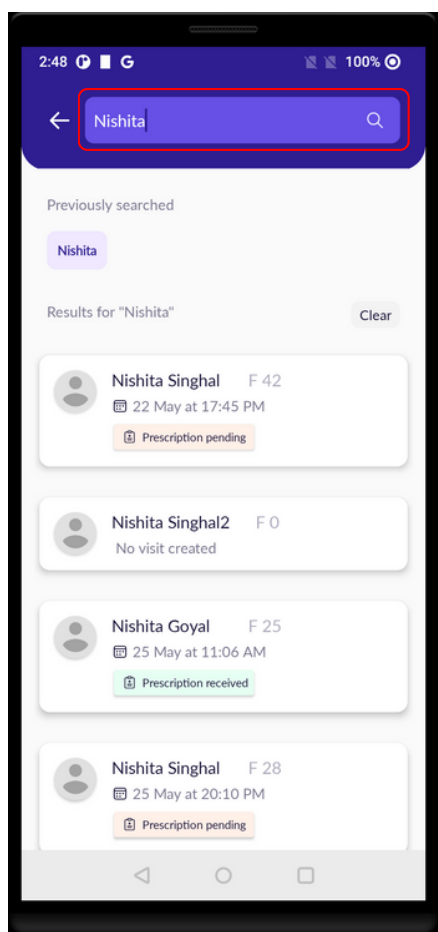 2:48 G 100%
Nishita
Previously searched
Nishita
Results for "Nishita" Clear
Nishita Singhal F 42
22 May at 17:45 PM
Prescription pending
Nishita Singhal2 F 0
No visit created
Nishita Goyal F 25
25 May at 11:06 AM
Prescription received
Nishita Singhal F 28
25 May at 20:10 PM
Prescription pending